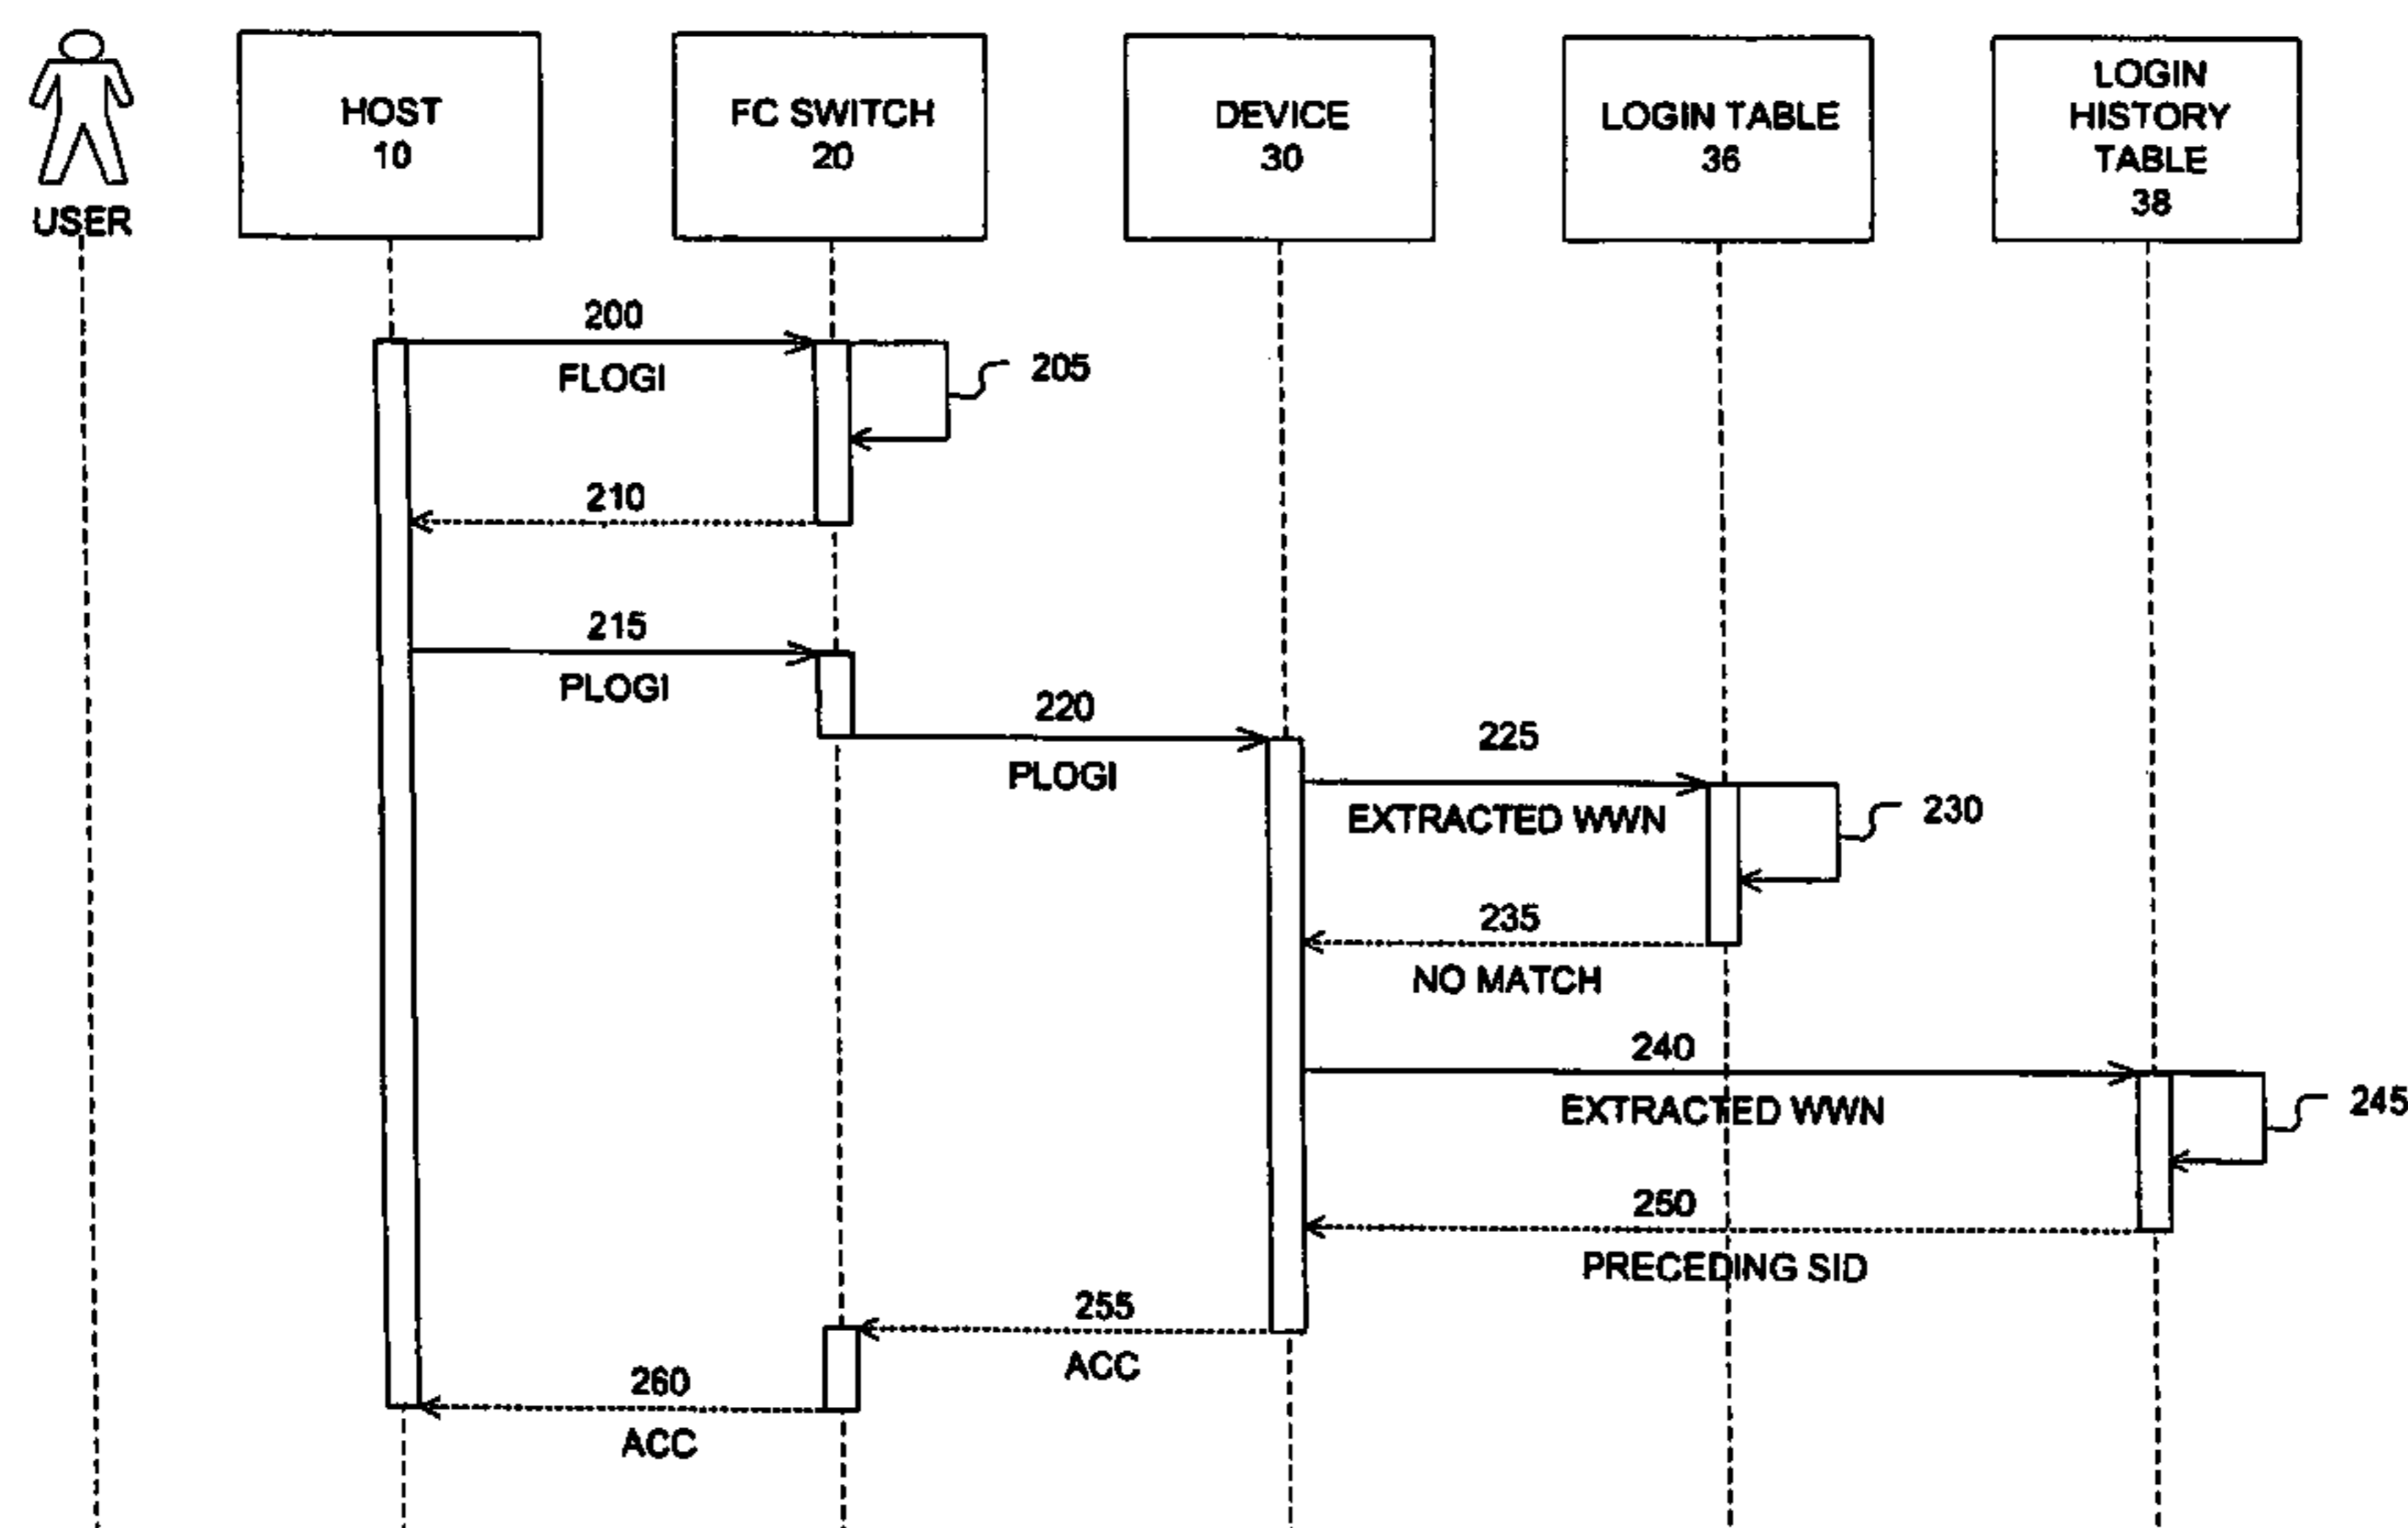 USER
HOST
10
FC SWITCH
20
DEVICE
30
LOGIN TABLE
36
LOGIN
HISTORY
TABLE
38
200
FLOGI
205
210
215
PLOGI
220
PLOGI
225
EXTRACTED WWN
230
235
NO MATCH
240
EXTRACTED WWN
245
250
PRECEDING SID
255
ACC
260
ACC